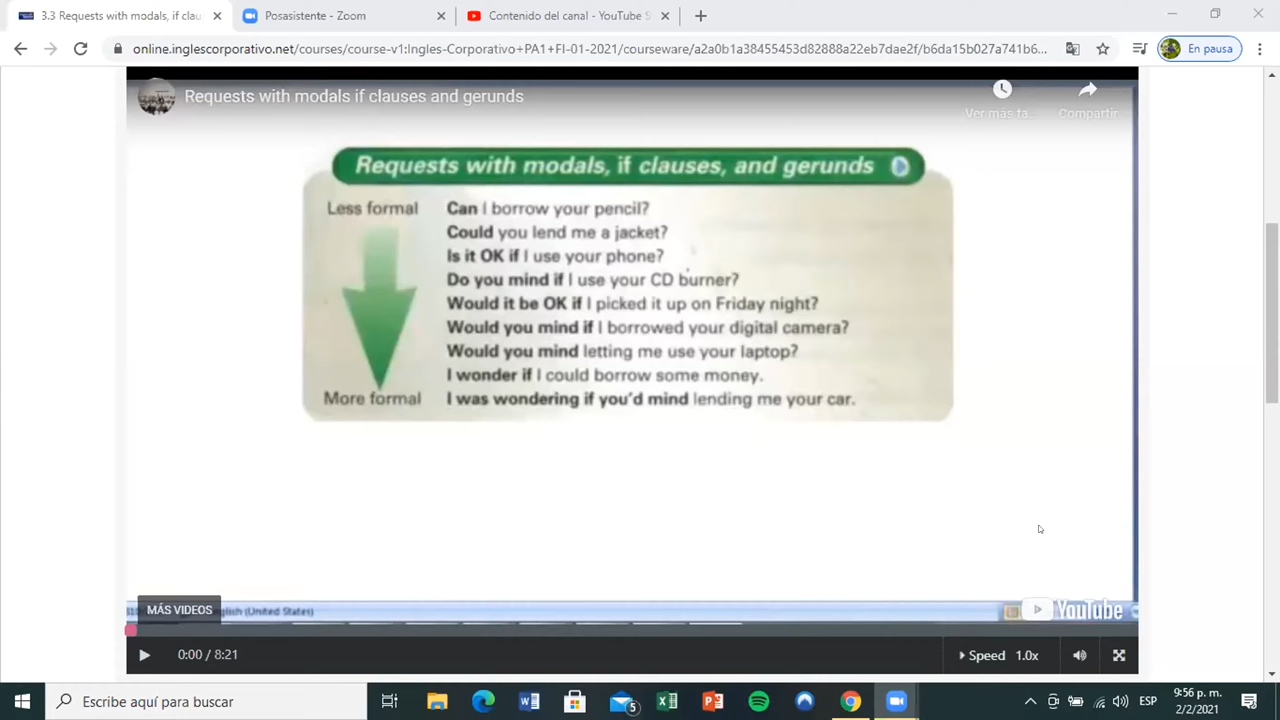 3.3 Requests with modals, if clau
Posasistente - Zoom
Contenido del canal - YouTube S
online.inglescorporativo.net/courses/course-v1:Ingles-Corporativo+PA1+FI-01-2021/courseware/a2a0b1a38455453d82888a22eb7dae2f/b6da15b027a741b6...
En pausa
Requests with modals if clauses and gerunds
Ver más ta...
Compartir
Requests with modals, if clauses, and gerunds
Less formal
Can I borrow your pencil?
Could you lend me a jacket?
Is it OK if I use your phone?
Do you mind if I use your CD burner?
Would it be OK if I picked it up on Friday night?
Would you mind if I borrowed your digital camera?
Would you mind letting me use your laptop?
I wonder if I could borrow some money.
More formal
I was wondering if you'd mind lending me your car.
MÁS VIDEOS
glish (United States)
YouTube
0:00 / 8:21
Speed 1.0x
Escribe aquí para buscar
5
ESP
9:56 p. m.
2/2/2021